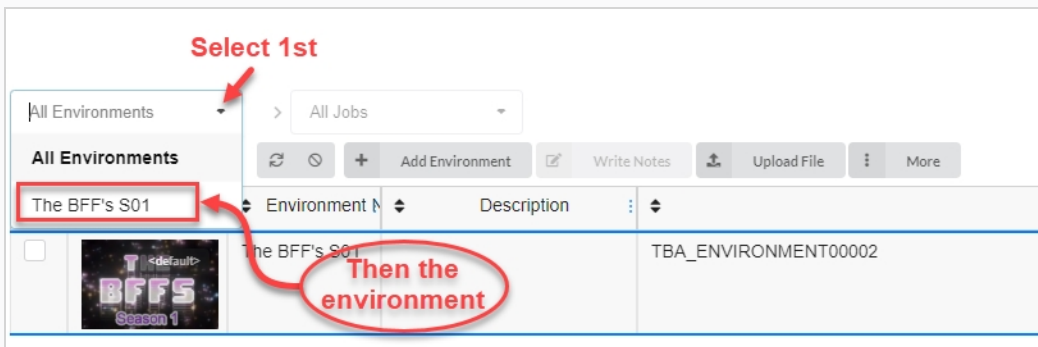 Select 1st
All Environments
> All Jobs
All Environments
Add Environment Write Notes Upload File More
The BFF's S01
Environment N Description
The BFF's S01 TBA_ENVIRONMENT00002
<default>
THE
BFFS
Season 1
Then the
environment